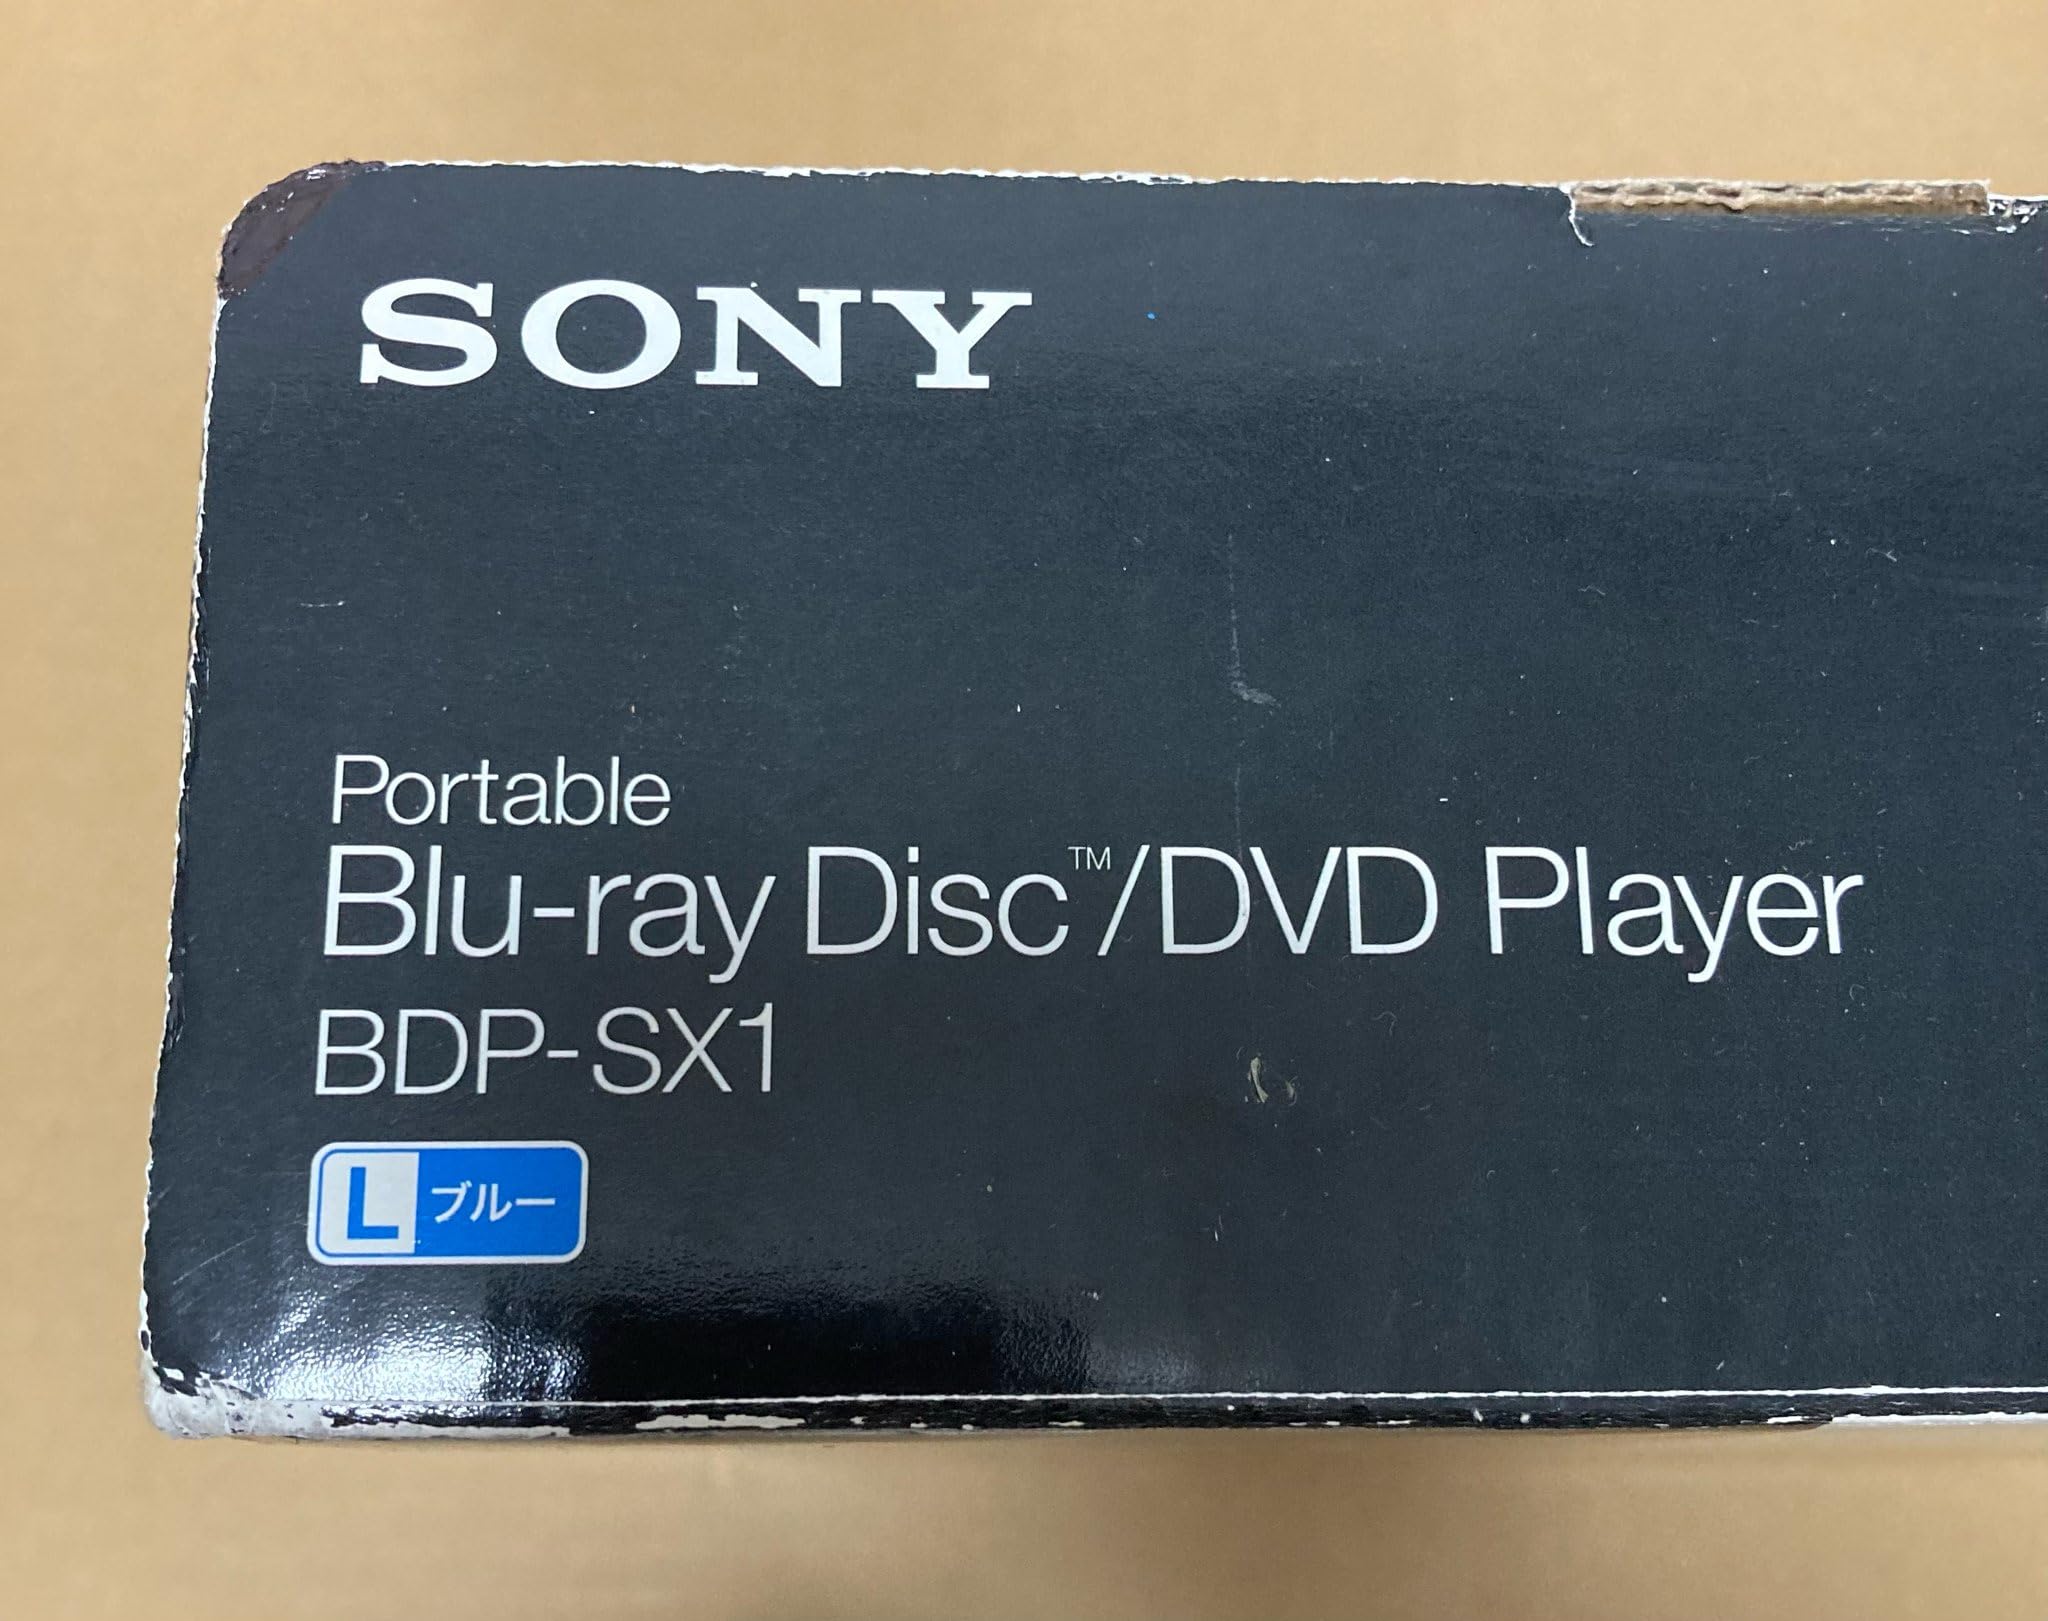 SONY
Portable
Blu-ray Disc™/DVD Player
BDP-SX1
L ブルー